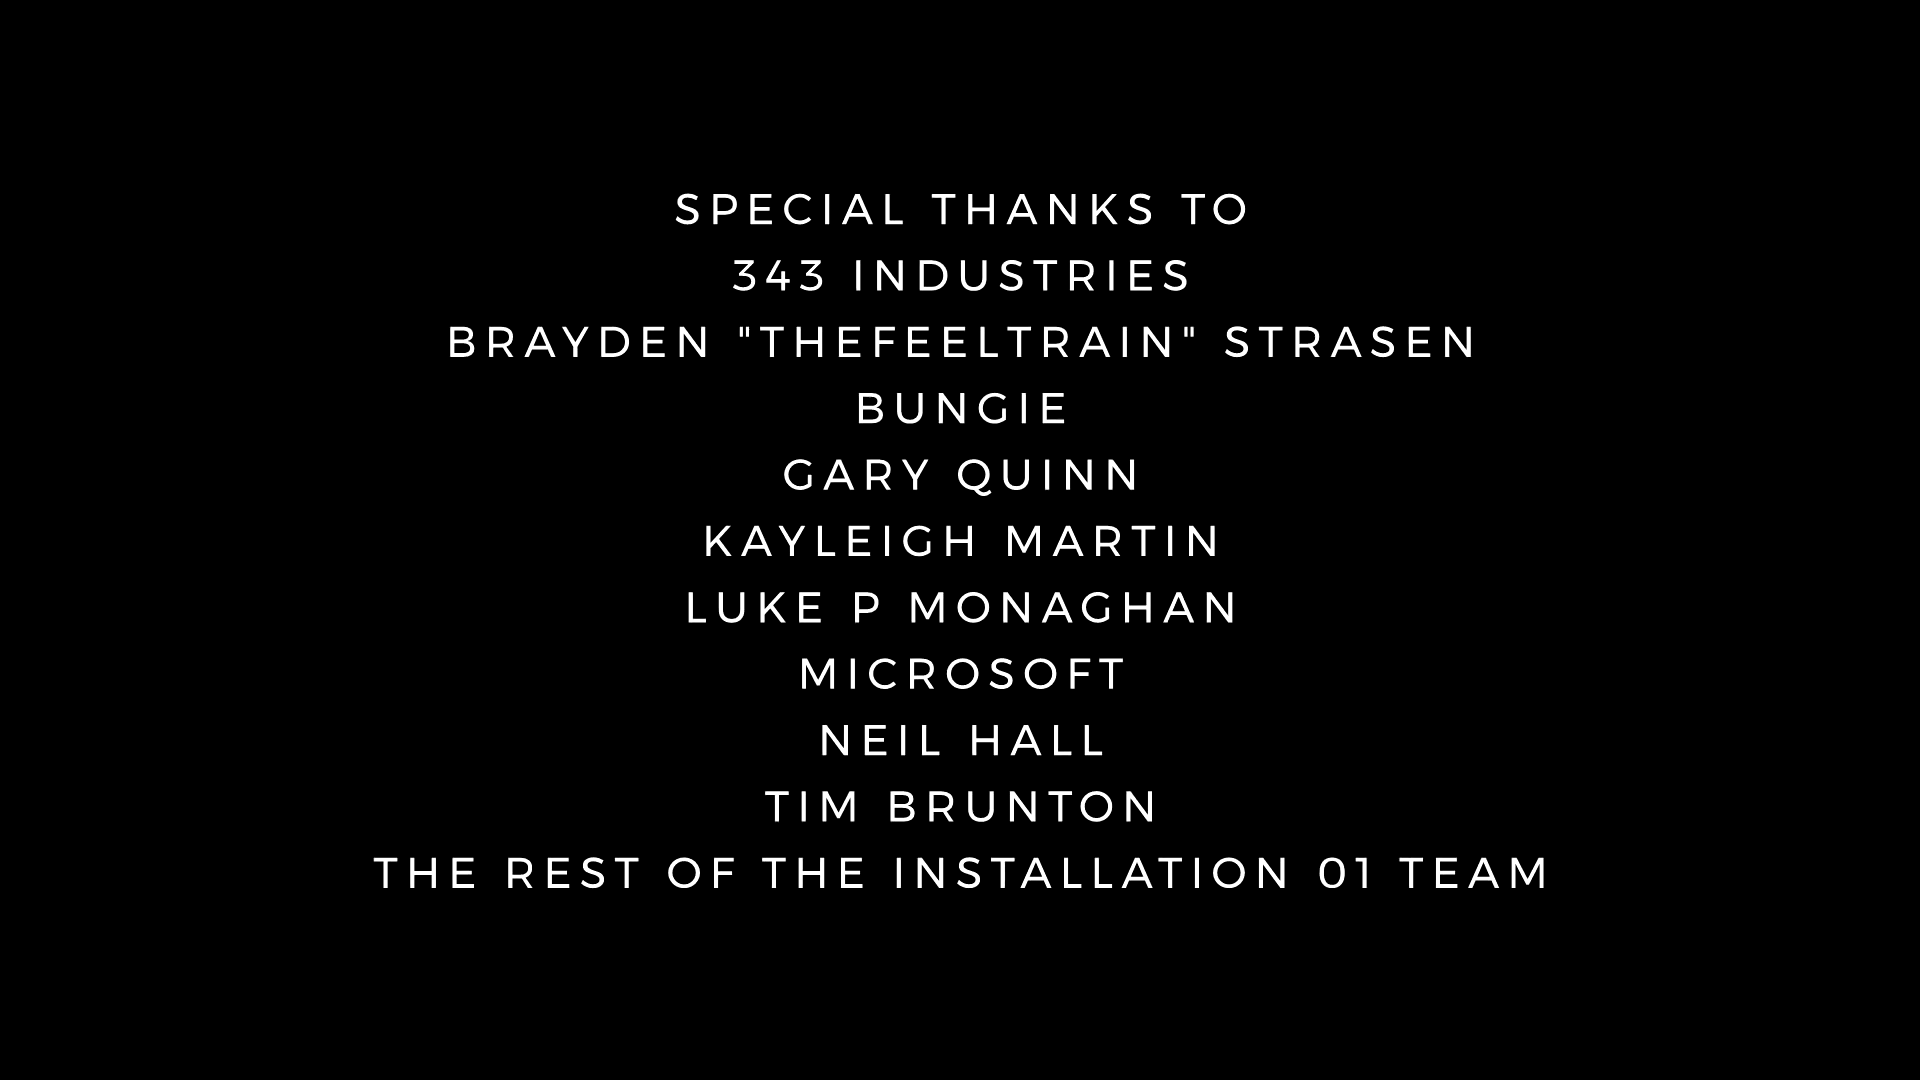 SPECIAL THANKS TO
343 INDUSTRIES
BRAYDEN "THEFEELTRAIN" STRASEN
BUNGIE
GARY QUINN
KAYLEIGH MARTIN
LUKE P MONAGHAN
MICROSOFT
NEIL HALL
TIM BRUNTON
THE REST OF THE INSTALLATION 01 TEAM